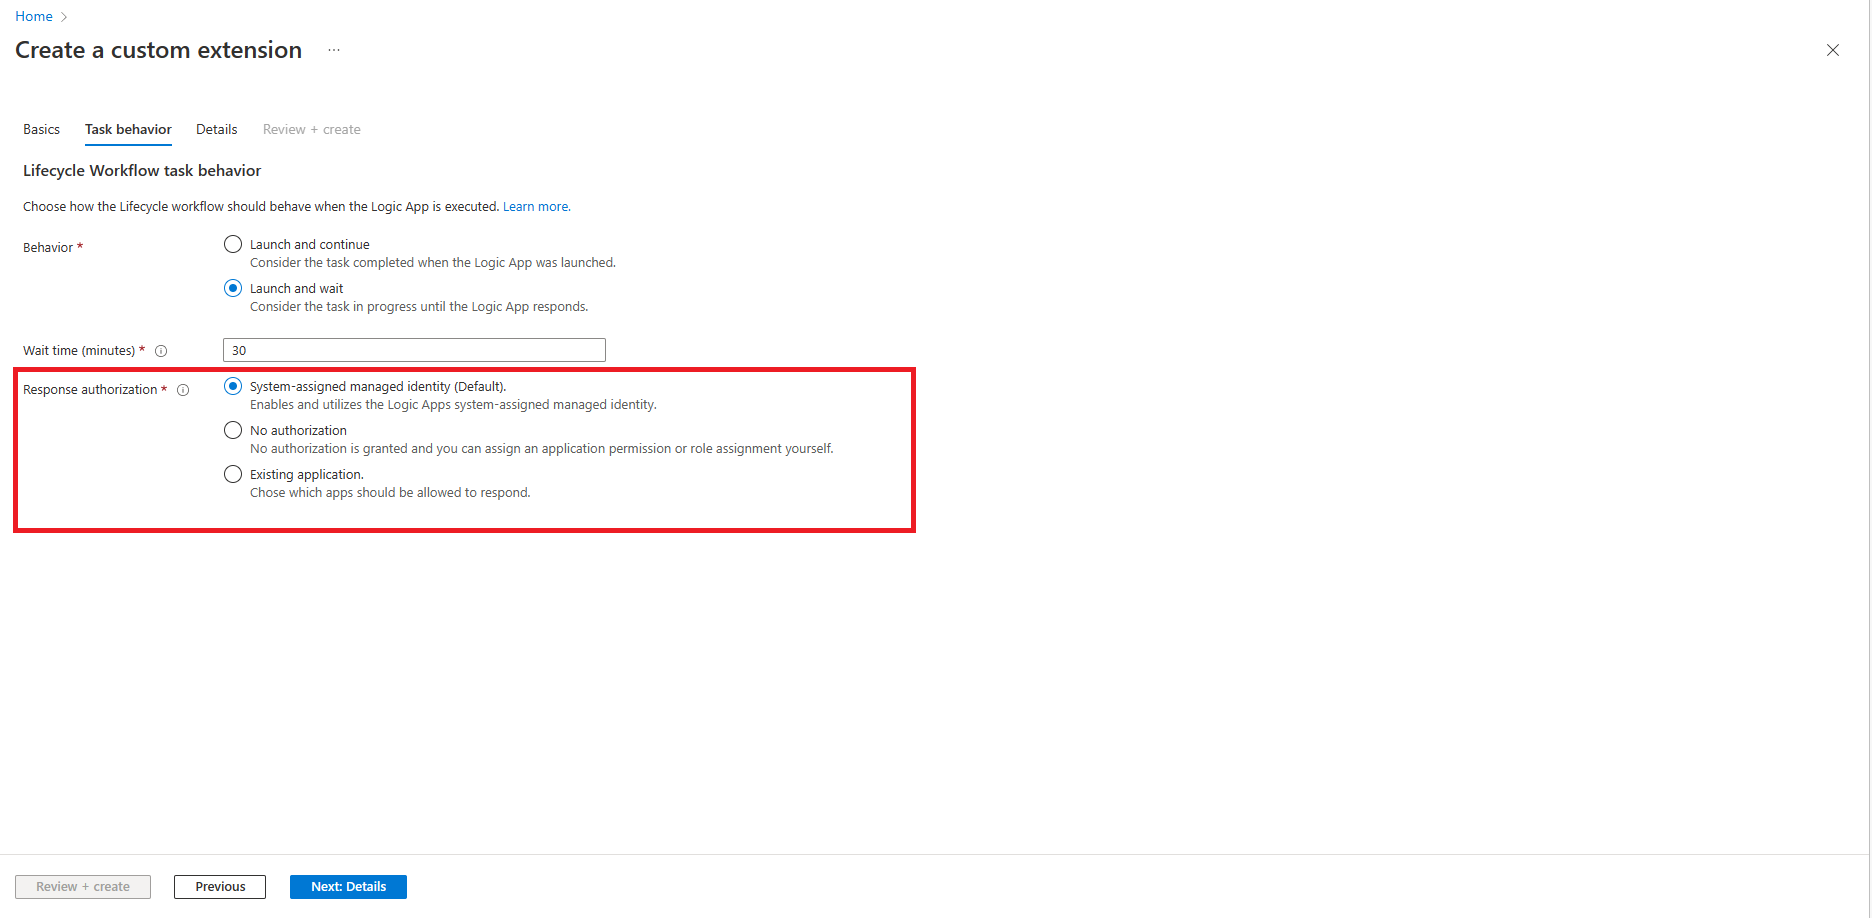 Home
Create a custom extension ...
Basics Task behavior Details Review + create
Lifecycle Workflow task behavior
Choose how the Lifecycle workflow should behave when the Logic App is executed. Learn more.
Behavior *
Launch and continue
Consider the task completed when the Logic App was launched.
Launch and wait
Consider the task in progress until the Logic App responds.
Wait time (minutes) * 30
Response authorization *
System-assigned managed identity (Default).
Enables and utilizes the Logic Apps system-assigned managed identity.
No authorization
No authorization is granted and you can assign an application permission or role assignment yourself.
Existing application.
Chose which apps should be allowed to respond.
Review + create Previous Next: Details